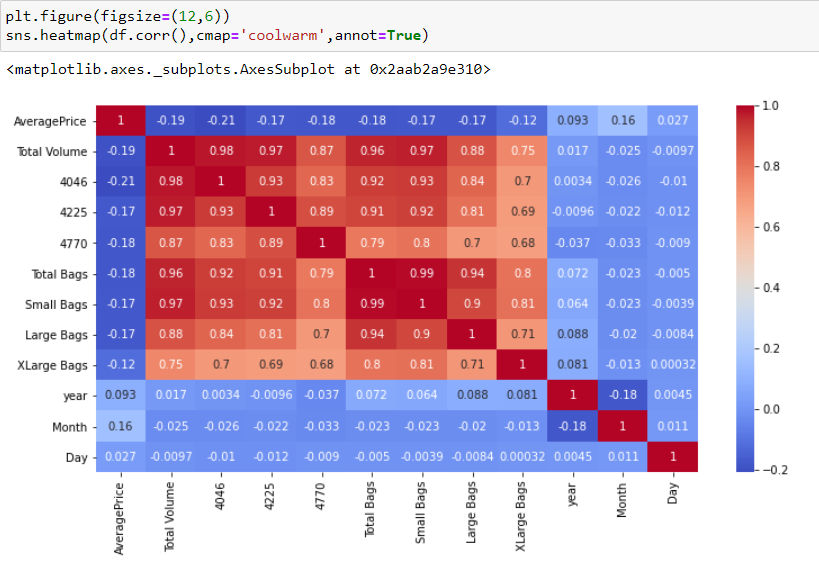 plt.figure(figsize=(12,6))
sns.heatmap(df.corr(),cmap='coolwarm',annot=True)
<matplotlib.axes._subplots.AxesSubplot at 0x2aab2a9e310>
AveragePrice 1 -0.19 -0.21 -0.17 -0.18 -0.18 -0.17 -0.17 -0.12 0.093 0.16 0.027
Total Volume -0.19 1 0.98 0.97 0.87 0.96 0.97 0.88 0.75 0.017 -0.025 -0.0097
4046 -0.21 0.98 1 0.93 0.83 0.92 0.93 0.84 0.7 0.0034 -0.026 -0.01
4225 -0.17 0.97 0.93 1 0.89 0.91 0.92 0.81 0.69 -0.0096 -0.022 -0.012
4770 -0.18 0.87 0.83 0.89 1 0.79 0.8 0.7 0.68 -0.037 -0.033 -0.009
Total Bags -0.18 0.96 0.92 0.91 0.79 1 0.99 0.94 0.8 0.072 -0.023 -0.005
Small Bags -0.17 0.97 0.93 0.92 0.8 0.99 1 0.9 0.81 0.064 -0.023 -0.0039
Large Bags -0.17 0.88 0.84 0.81 0.7 0.94 0.9 1 0.71 0.088 -0.02 -0.0084
XLarge Bags -0.12 0.75 0.7 0.69 0.68 0.8 0.81 0.71 1 0.081 -0.013 0.00032
year 0.093 0.017 0.0034 -0.0096 -0.037 0.072 0.064 0.088 0.081 1 -0.18 0.0045
Month 0.16 -0.025 -0.026 -0.022 -0.033 -0.023 -0.023 -0.02 -0.013 -0.18 1 0.011
Day 0.027 -0.0097 -0.01 -0.012 -0.009 -0.005 -0.0039 -0.0084 0.00032 0.0045 0.011 1
AveragePrice
Total Volume
4046
4225
4770
Total Bags
Small Bags
Large Bags
XLarge Bags
year
Month
Day
1.0
0.8
0.6
0.4
0.2
0.0
−0.2